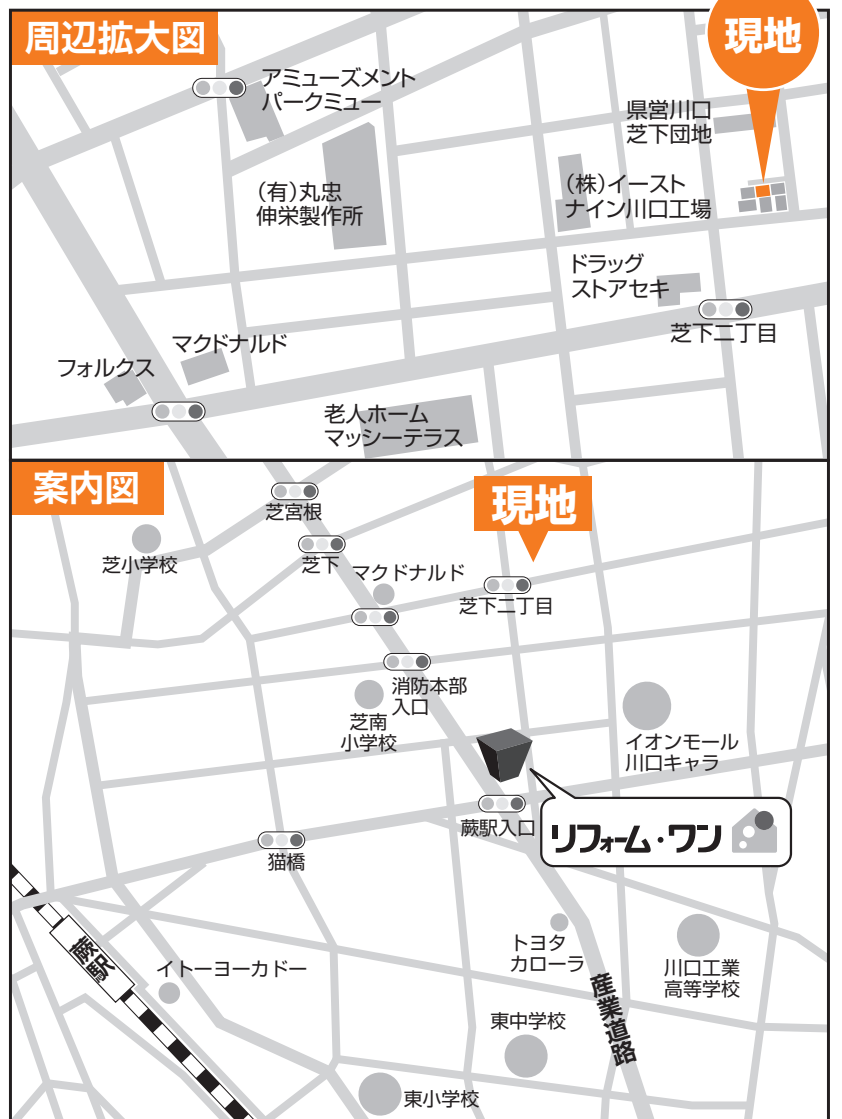 周辺拡大図
現地
アミューズメント
パークミュー
県営川口
芝下団地
(有)丸忠
伸栄製作所
(株)イースト
ナイン川口工場
ドラッグ
ストアセキ
芝下二丁目
マクドナルド
フォルクス
老人ホーム
マッシーテラス
案内図
現地
芝宮根
芝小学校
芝下
マクドナルド
芝下二丁目
消防本部
入口
芝南
小学校
イオンモール
川口キャラ
蕨駅入口
リフォーム・ワン
猫橋
蕨駅
イトーヨーカドー
トヨタ
カローラ
川口工業
高等学校
産業道路
東中学校
東小学校